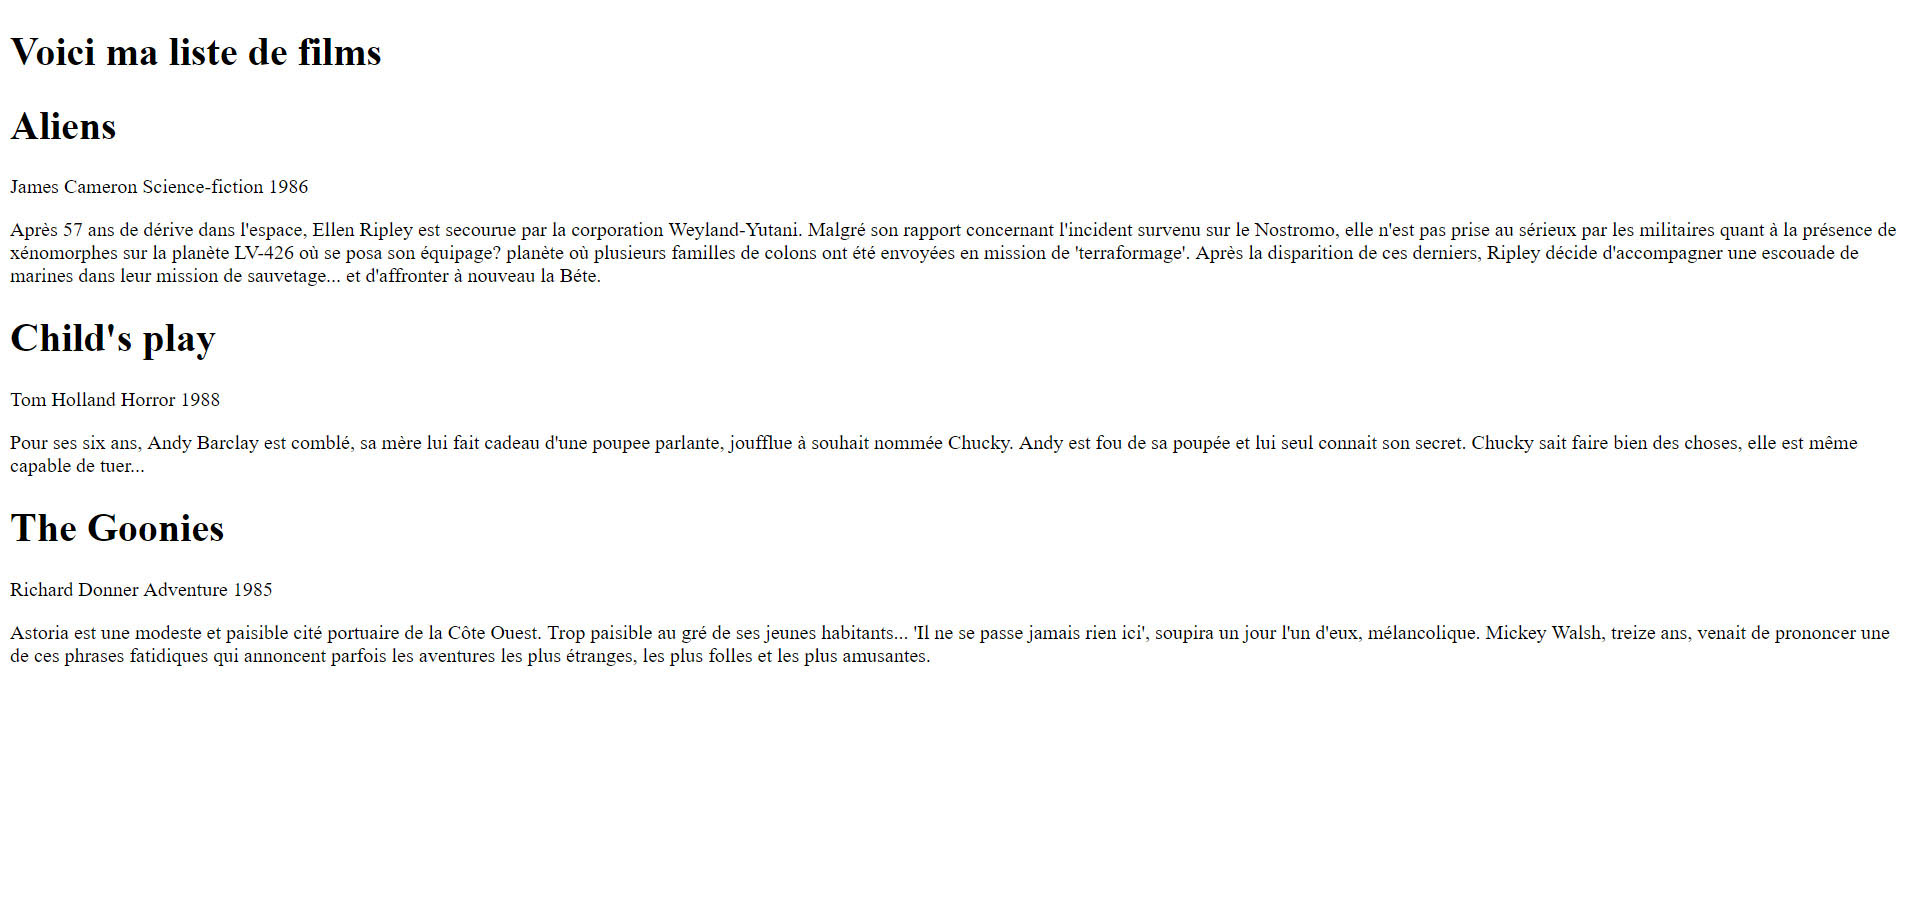 Voici ma liste de films
Aliens
James Cameron Science-fiction 1986
Après 57 ans de dérive dans l'espace, Ellen Ripley est secourue par la corporation Weyland-Yutani. Malgré son rapport concernant l'incident survenu sur le Nostromo, elle n'est pas prise au sérieux par les militaires quant à la présence de
xénomorphes sur la planète LV-426 où se posa son équipage? planète où plusieurs familles de colons ont été envoyées en mission de 'terraformage'. Après la disparition de ces derniers, Ripley décide d'accompagner une escouade de
marines dans leur mission de sauvetage... et d'affronter à nouveau la Béte.
Child's play
Tom Holland Horror 1988
Pour ses six ans, Andy Barclay est comblé, sa mère lui fait cadeau d'une poupee parlante, joufflue à souhait nommée Chucky. Andy est fou de sa poupée et lui seul connait son secret. Chucky sait faire bien des choses, elle est même
capable de tuer...
The Goonies
Richard Donner Adventure 1985
Astoria est une modeste et paisible cité portuaire de la Côte Ouest. Trop paisible au gré de ses jeunes habitants... 'Il ne se passe jamais rien ici', soupira un jour l'un d'eux, mélancolique. Mickey Walsh, treize ans, venait de prononcer une
de ces phrases fatidiques qui annoncent parfois les aventures les plus étranges, les plus folles et les plus amusantes.